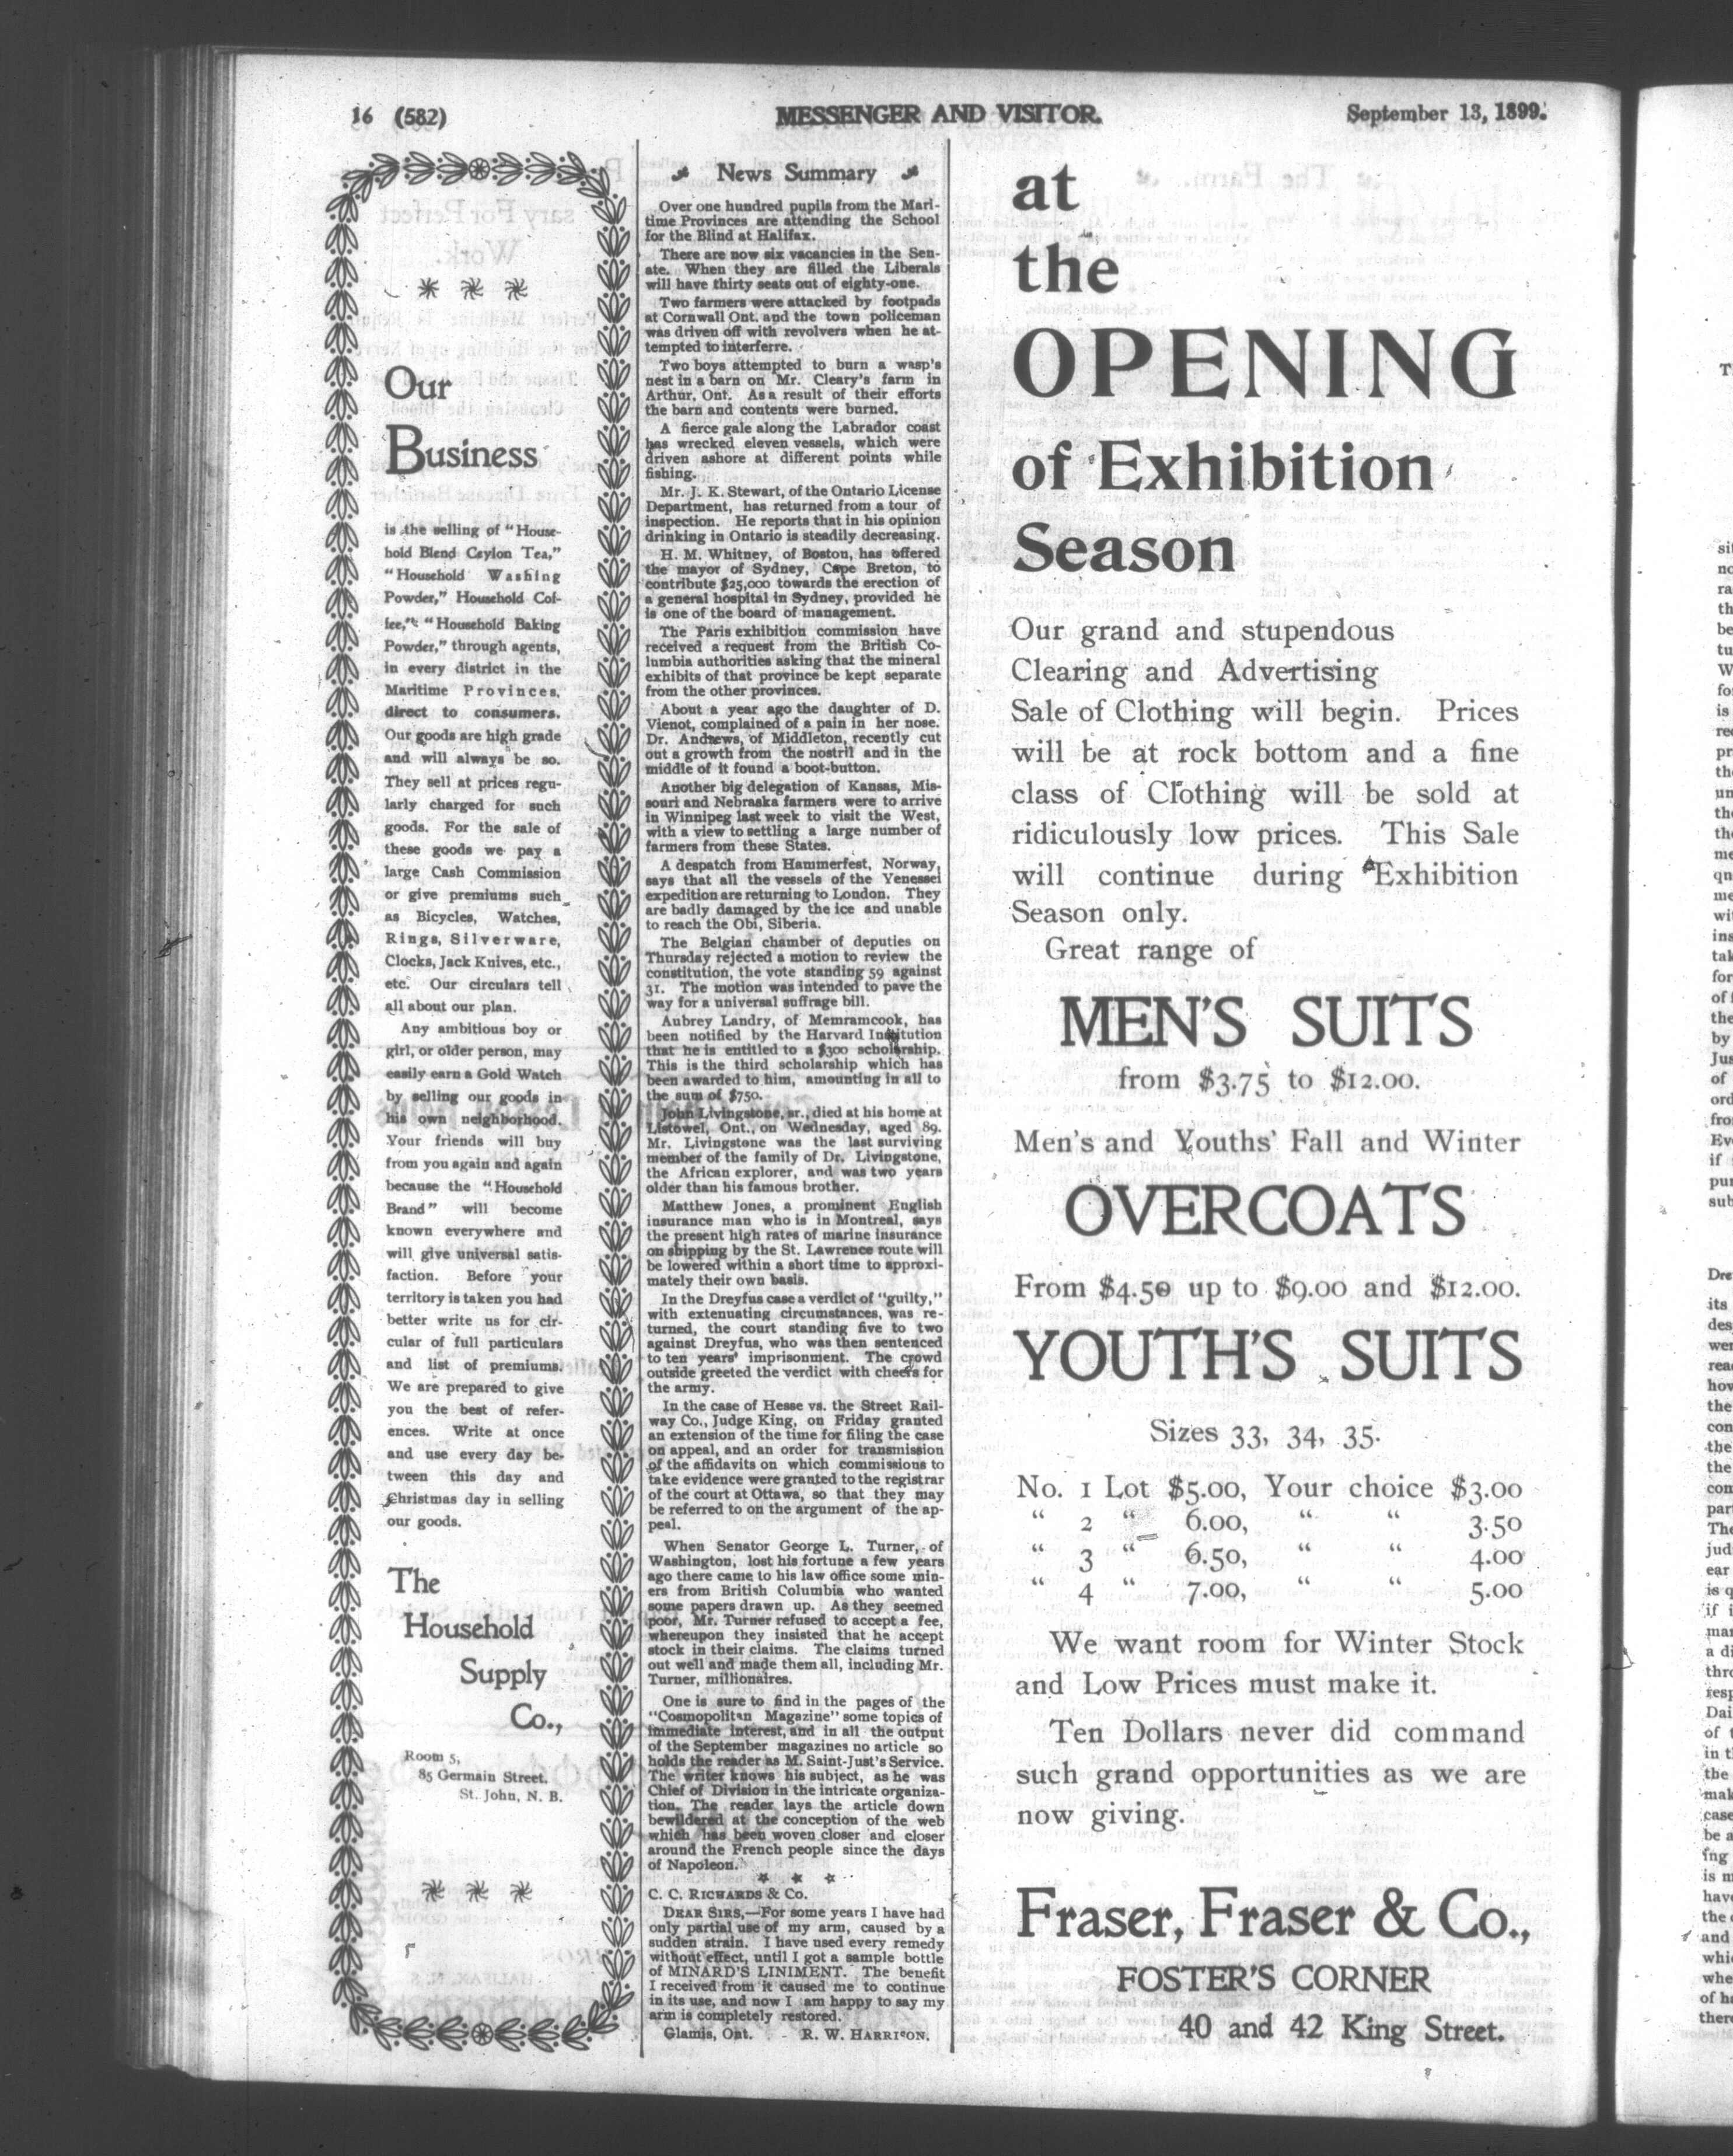 16 (582)
MESSENGER AND VISITOR.
September 13, 1899.
Our
Business
is the selling of "House-
hold Blend Ceylon Tea,"
"Household Washing
Powder," Household Cof-
fee," "Household Baking
Powder," through agents,
in every district in the
Maritime Provinces,
direct to consumers.
Our goods are high grade
and will always be so.
They sell at prices regu-
larly charged for such
goods. For the sale of
these goods we pay a
large Cash Commission
or give premiums such
as Bicycles, Watches,
Rings, Silverware,
Clocks, Jack Knives, etc.,
etc. Our circulars tell
all about our plan.
Any ambitious boy or
girl, or older person, may
easily earn a Gold Watch
by selling our goods in
his own neighborhood.
Your friends will buy
from you again and again
because the "Household
Brand" will become
known everywhere and
will give universal satis-
faction. Before your
territory is taken you had
better write us for cir-
cular of full particulars
and list of premiums.
We are prepared to give
you the best of refer-
ences. Write at once
and use every day be-
tween this day and
Christmas day in selling
our goods.
The
Household
Supply
Co.,
Room 5,
85 Germain Street.
St. John, N. B.
News Summary
Over one hundred pupils from the Mari-
time Provinces are attending the School
for the Blind at Halifax.
There are now six vacancies in the Sen-
ate. When they are filled the Liberals
will have thirty seats out of eighty-one.
Two farmers were attacked by footpads
at Cornwall Ont. and the town policeman
was driven off with revolvers when he at-
tempted to interferre.
Two boys attempted to burn a wasp's
nest in a barn on Mr. Cleary's farm in
Arthur, Ont. As a result of their efforts
the barn and contents were burned.
A fierce gale along the Labrador coast
has wrecked eleven vessels, which were
driven ashore at different points while
fishing.
Mr. J. K. Stewart, of the Ontario License
Department, has returned from a tour of
inspection. He reports that in his opinion
drinking in Ontario is steadily decreasing.
H. M. Whitney, of Boston, has offered
the mayor of Sydney, Cape Breton, to
contribute $25,000 towards the erection of
a general hospital in Sydney, provided he
is one of the board of management.
The Paris exhibition commission have
received a request from the British Co-
lumbia authorities asking that the mineral
exhibits of that province be kept separate
from the other provinces.
About a year ago the daughter of D.
Vienot, complained of a pain in her nose.
Dr. Andrews, of Middleton, recently cut
out a growth from the nostril and in the
middle of it found a boot-button.
Another big delegation of Kansas, Mis-
souri and Nebraska farmers were to arrive
in Winnipeg last week to visit the West,
with a view to settling a large number of
farmers from these States.
A despatch from Hammerfest, Norway,
says that all the vessels of the Yenessei
expedition are returning to London. They
are badly damaged by the ice and unable
to reach the Obi, Siberia.
The Belgian chamber of deputies on
Thursday rejected a motion to review the
constitution, the vote standing 59 against
31. The motion was intended to pave the
way for a universal suffrage bill.
Aubrey Landry, of Memramcook, has
been notified by the Harvard Institution
that he is entitled to a $300 scholarship.
This is the third scholarship which has
been awarded to him, amounting in all to
the sum of $750.
John Livingstone, sr., died at his home at
Listowel, Ont., on Wednesday, aged 89.
Mr. Livingstone was the last surviving
member of the family of Dr. Livingstone,
the African explorer, and was two years
older than his famous brother.
Matthew Jones, a prominent English
insurance man who is in Montreal, says
the present high rates of marine insurance
on shipping by the St. Lawrence route will
be lowered within a short time to approxi-
mately their own basis.
In the Dreyfus case a verdict of "guilty,"
with extenuating circumstances, was re-
turned, the court standing five to two
against Dreyfus, who was then sentenced
to ten years' imprisonment. The crowd
outside greeted the verdict with cheers for
the army.
In the case of Hesse vs. the Street Rail-
way Co., Judge King, on Friday granted
an extension of the time for filing the case
on appeal, and an order for transmission
of the affidavits on which commissions to
take evidence were granted to the registrar
of the court at Ottawa, so that they may
be referred to on the argument of the ap-
peal.
When Senator George L. Turner, of
Washington, lost his fortune a few years
ago there came to his law office some min-
ers from British Columbia who wanted
some papers drawn up. As they seemed
poor, Mr. Turner refused to accept a fee,
whereupon they insisted that he accept
stock in their claims. The claims turned
out well and made them all, including Mr.
Turner, millionaires.
One is sure to find in the pages of the
"Cosmopolitan Magazine" some topics of
immediate interest, and in all the output
of the September magazines no article so
holds the reader as M. Saint-Just's Service.
The writer knows his subject, as he was
Chief of Division in the intricate organiza-
tion. The reader lays the article down
bewildered at the conception of the web
which has been woven closer and closer
around the French people since the days
of Napoleon.
C. C. RICHARDS & Co.
DEAR SIRS,—For some years I have had
only partial use of my arm, caused by a
sudden strain. I have used every remedy
without effect, until I got a sample bottle
of MINARD'S LINIMENT. The benefit
I received from it caused me to continue
in its use, and now I am happy to say my
arm is completely restored.
Glamis, Ont. R. W. HARRISON.
at
the
OPENING
of Exhibition
Season
Our grand and stupendous
Clearing and Advertising
Sale of Clothing will begin. Prices
will be at rock bottom and a fine
class of Clothing will be sold at
ridiculously low prices. This Sale
will continue during Exhibition
Season only.
Great range of
MEN'S SUITS
from $3.75 to $12.00.
Men's and Youths' Fall and Winter
OVERCOATS
From $4.50 up to $9.00 and $12.00.
YOUTH'S SUITS
Sizes 33, 34, 35.
No. 1 Lot $5.00, Your choice $3.00
" 2 " 6.00, " " 3.50
" 3 " 6.50, " " 4.00
" 4 " 7.00, " " 5.00
We want room for Winter Stock
and Low Prices must make it.
Ten Dollars never did command
such grand opportunities as we are
now giving.
Fraser, Fraser & Co.,
FOSTER'S CORNER
40 and 42 King Street.